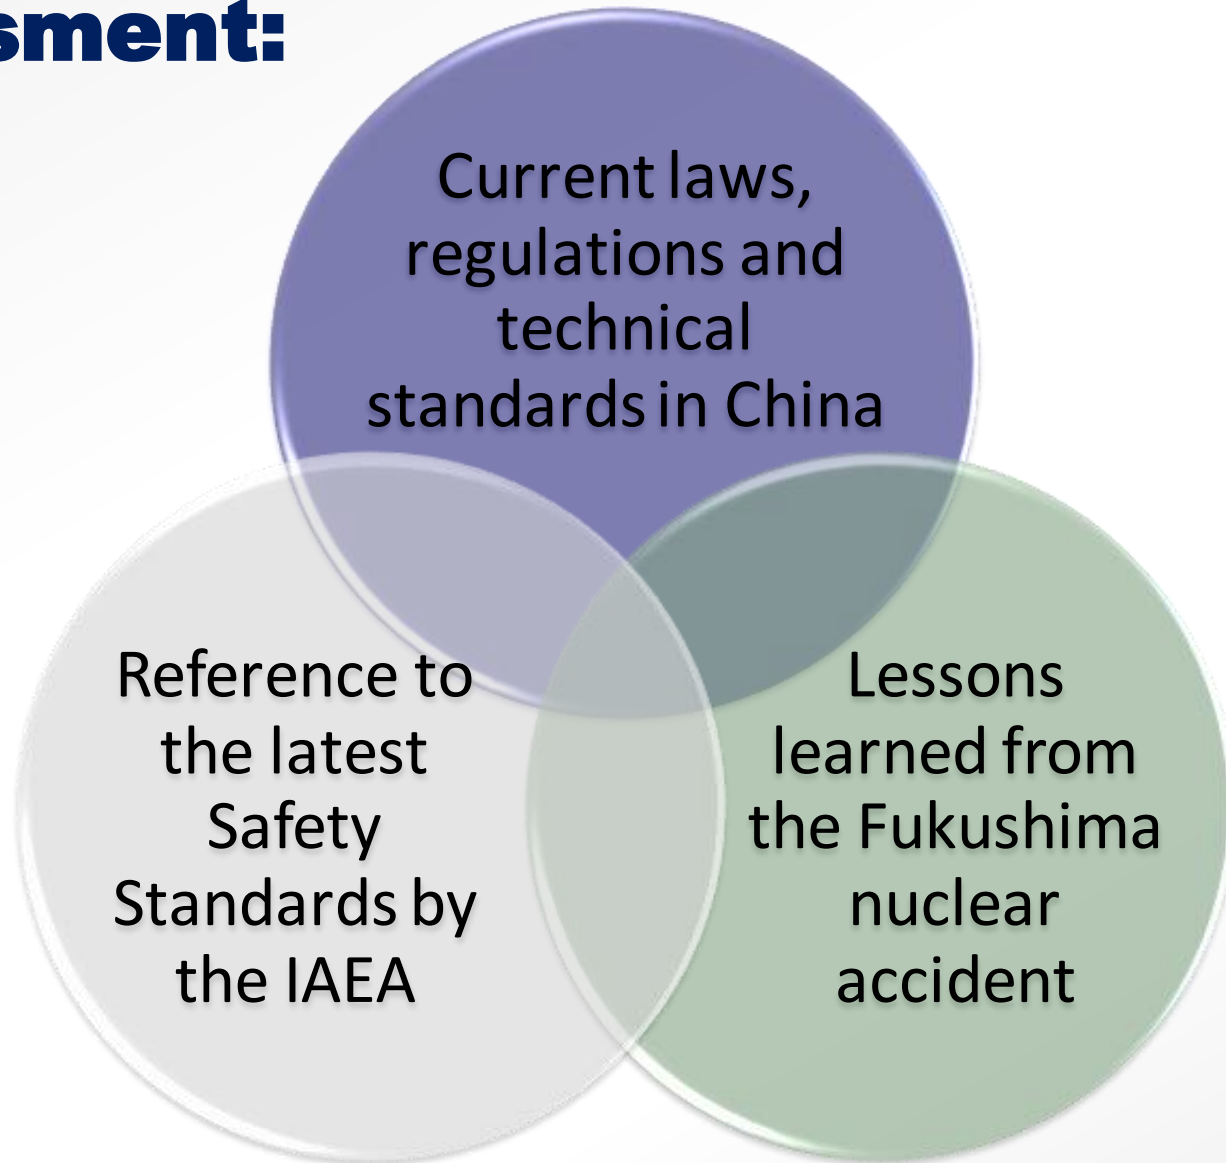 sment:
Current laws,
regulations and
technical
standards in China
Reference to
the latest
Safety
Standards by
the IAEA
Lessons
learned from
the Fukushima
nuclear
accident